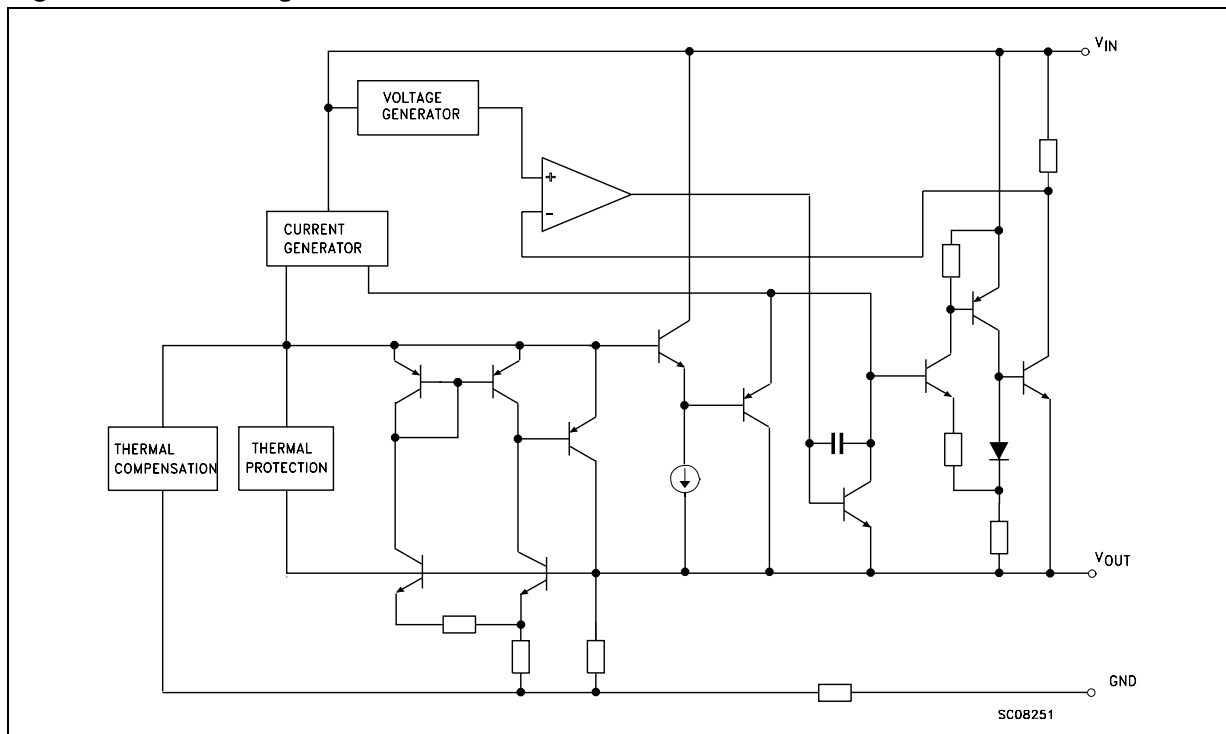 VIN
VOLTAGE
GENERATOR
+
-
CURRENT
GENERATOR
THERMAL
COMPENSATION
THERMAL
PROTECTION
VOUT
GND
SC08251